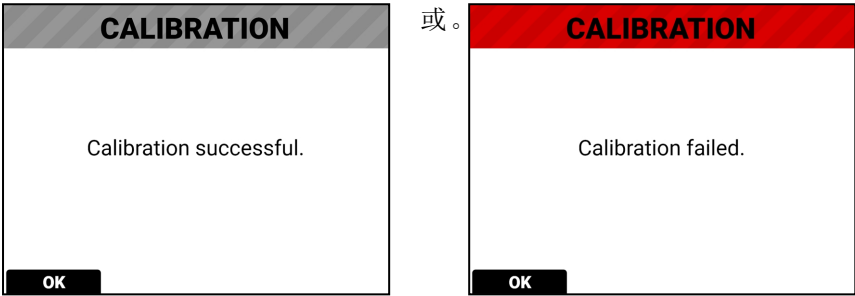 CALIBRATION
Calibration successful.
OK
或。
CALIBRATION
Calibration failed.
OK